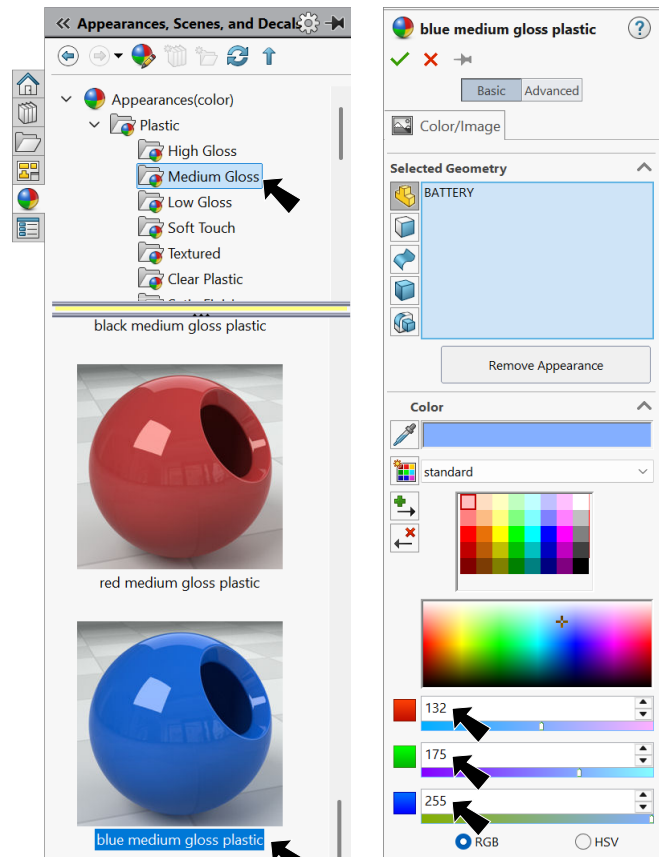 Appearances, Scenes, and Decals
Appearances(color)
Plastic
High Gloss
Medium Gloss
Low Gloss
Soft Touch
Textured
Clear Plastic
black medium gloss plastic
red medium gloss plastic
blue medium gloss plastic
blue medium gloss plastic
?
Basic
Advanced
Color/Image
Selected Geometry
BATTERY
Remove Appearance
Color
standard
132
175
255
RGB
HSV